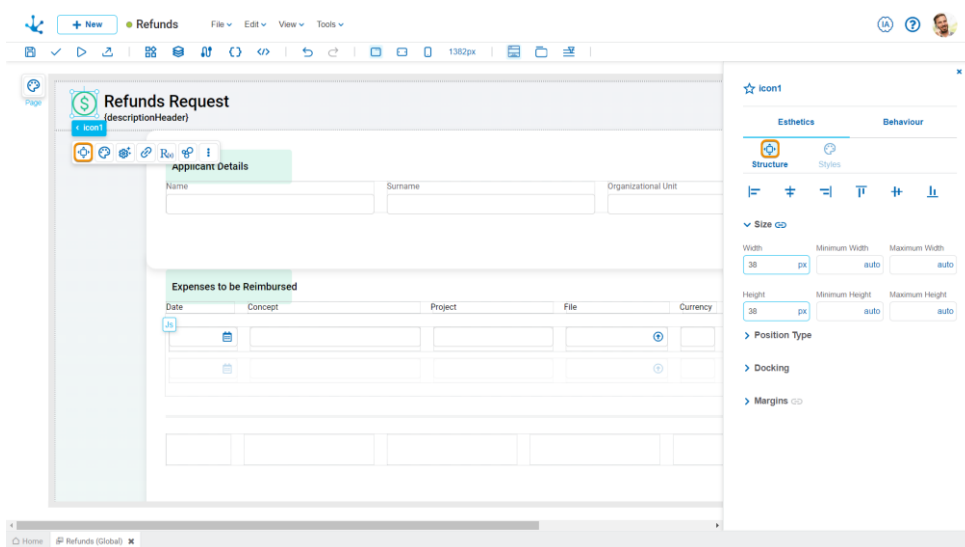 + New
Refunds
File
Edit
View
Tools
IA
?
</>
1382px
Page
$
Refunds Request
{descriptionHeader}
icon1
Applicant Details
Name
Surname
Organizational Unit
Expenses to be Reimbursed
Date
Concept
Project
File
Currency
Js
icon1
Esthetics
Behaviour
Structure
Styles
Size
Width
Minimum Width
Maximum Width
38 px
auto
auto
Height
Minimum Height
Maximum Height
38 px
auto
auto
Position Type
Docking
Margins
Home
Refunds (Global)